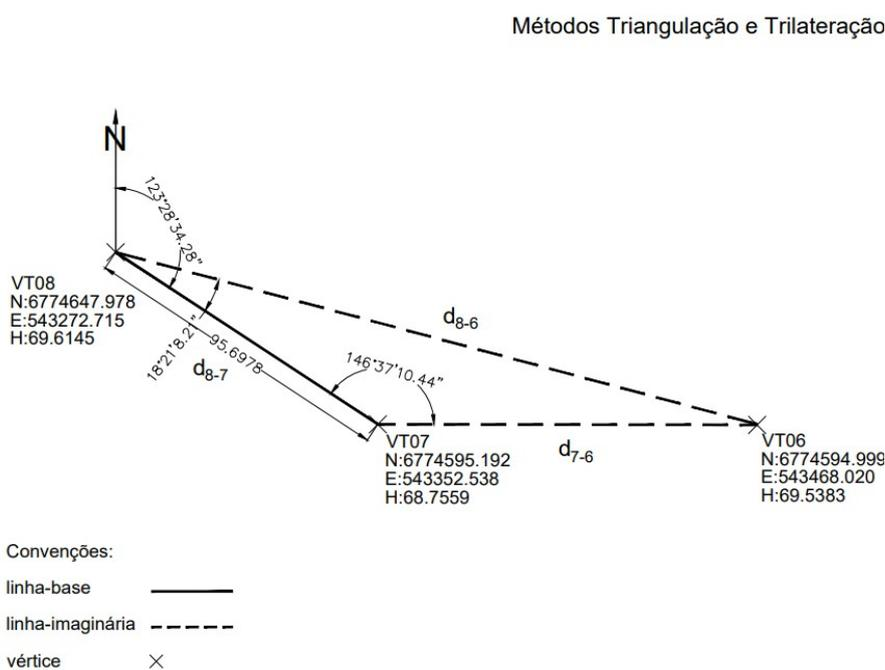 Métodos Triangulação e Trilateração
N
123°28'34.28"
VT08
N:6774647.978
E:543272.715
H:69.6145
18°21'8.21"
95.6978
d8-7
d8-6
146°37'10.44"
VT07
N:6774595.192
E:543352.538
H:68.7559
d7-6
VT06
N:6774594.999
E:543468.020
H:69.5383
Convenções:
linha-base
linha-imaginária
vértice